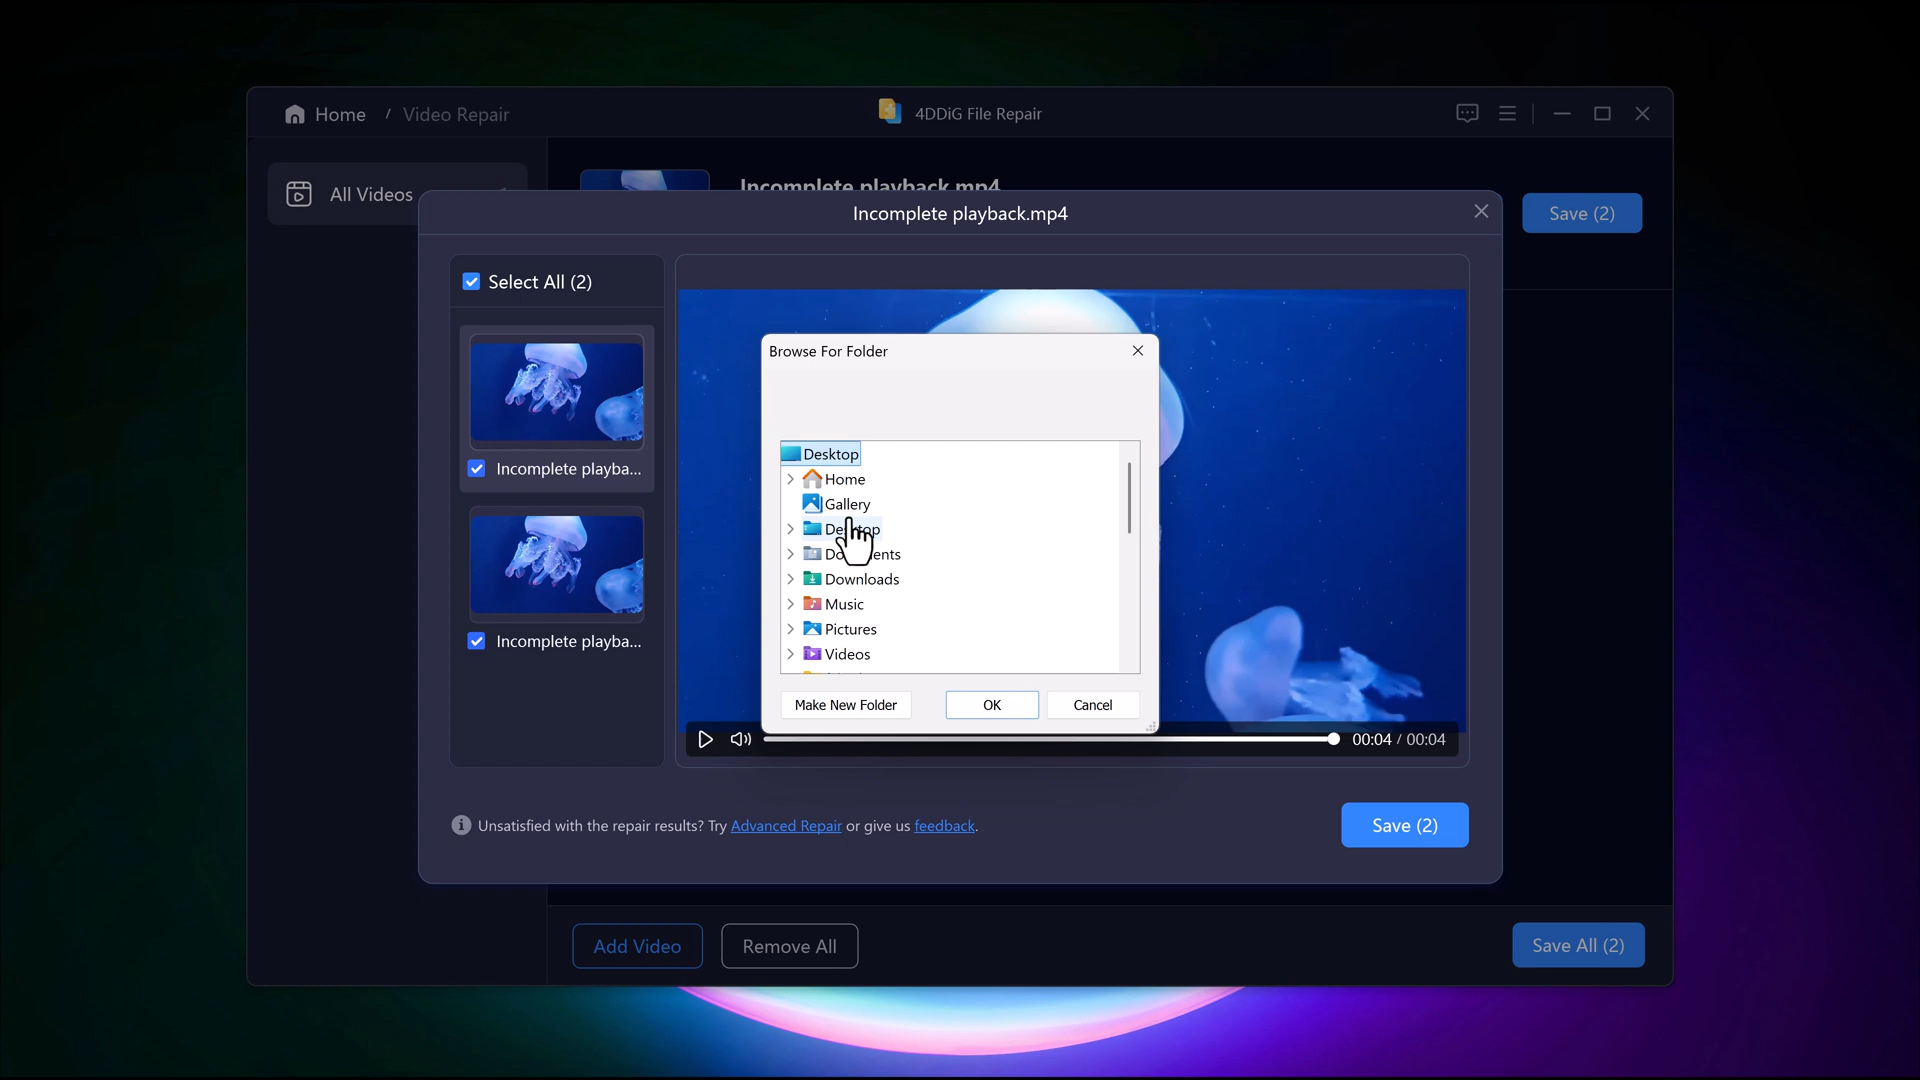 Home / Video Repair
4DDiG File Repair
All Videos
Incomplete playback.mp4
Save (2)
Incomplete playback.mp4
Select All (2)
Incomplete playba...
Incomplete playba...
Browse For Folder
Desktop
Home
Gallery
Desktop
Documents
Downloads
Music
Pictures
Videos
Make New Folder
OK
Cancel
00:04 / 00:04
Unsatisfied with the repair results? Try Advanced Repair or give us feedback.
Save (2)
Add Video
Remove All
Save All (2)